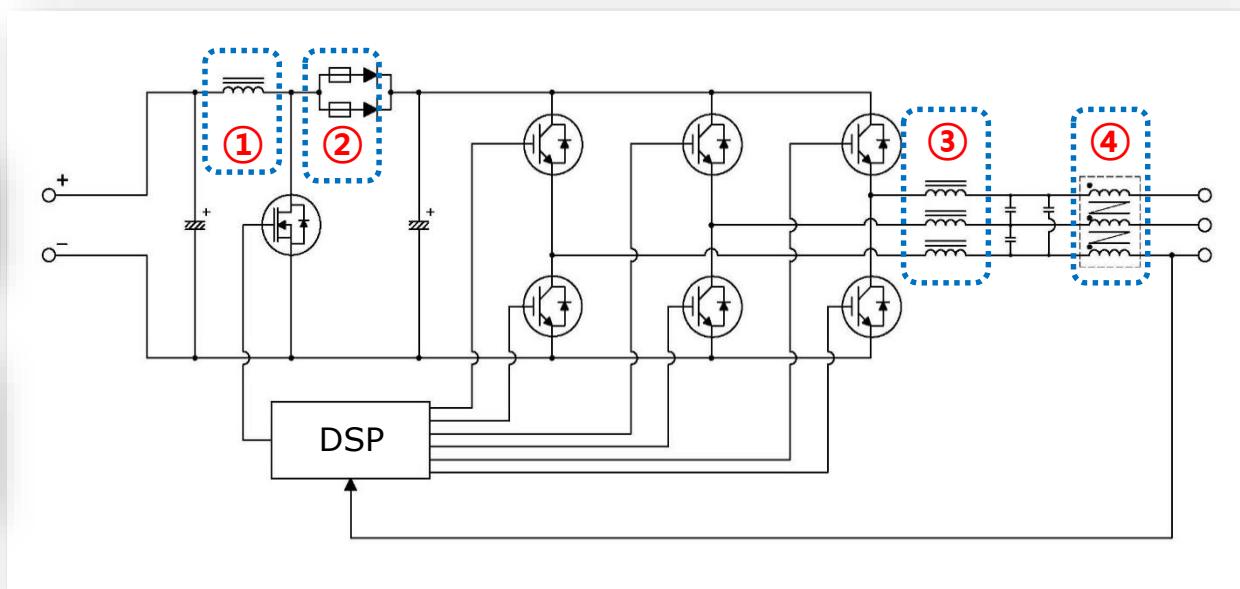 ① ② ③ ④
+
+
+
−
DSP